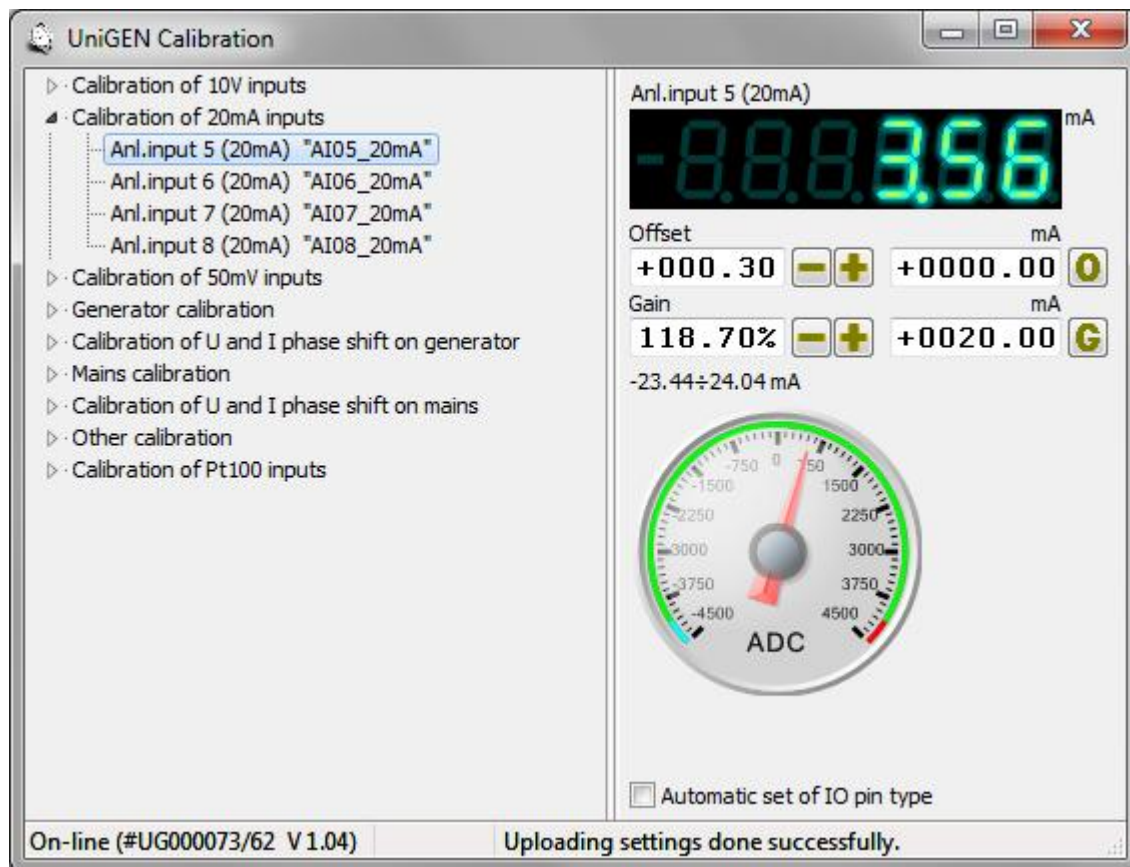 UniGEN Calibration
Calibration of 10V inputs
Calibration of 20mA inputs
Anl.input 5 (20mA) "AI05_20mA"
Anl.input 6 (20mA) "AI06_20mA"
Anl.input 7 (20mA) "AI07_20mA"
Anl.input 8 (20mA) "AI08_20mA"
Calibration of 50mV inputs
Generator calibration
Calibration of U and I phase shift on generator
Mains calibration
Calibration of U and I phase shift on mains
Other calibration
Calibration of Pt100 inputs
Anl.input 5 (20mA)
3.56 mA
Offset mA
+000.30 - + +0000.00 O
Gain mA
118.70% - + +0020.00 G
-23.44÷24.04 mA
-750 0 750
-1500 1500
-2250 2250
-3000 3000
-3750 3750
-4500 4500
ADC
Automatic set of IO pin type
On-line (#UG000073/62 V 1.04) Uploading settings done successfully.